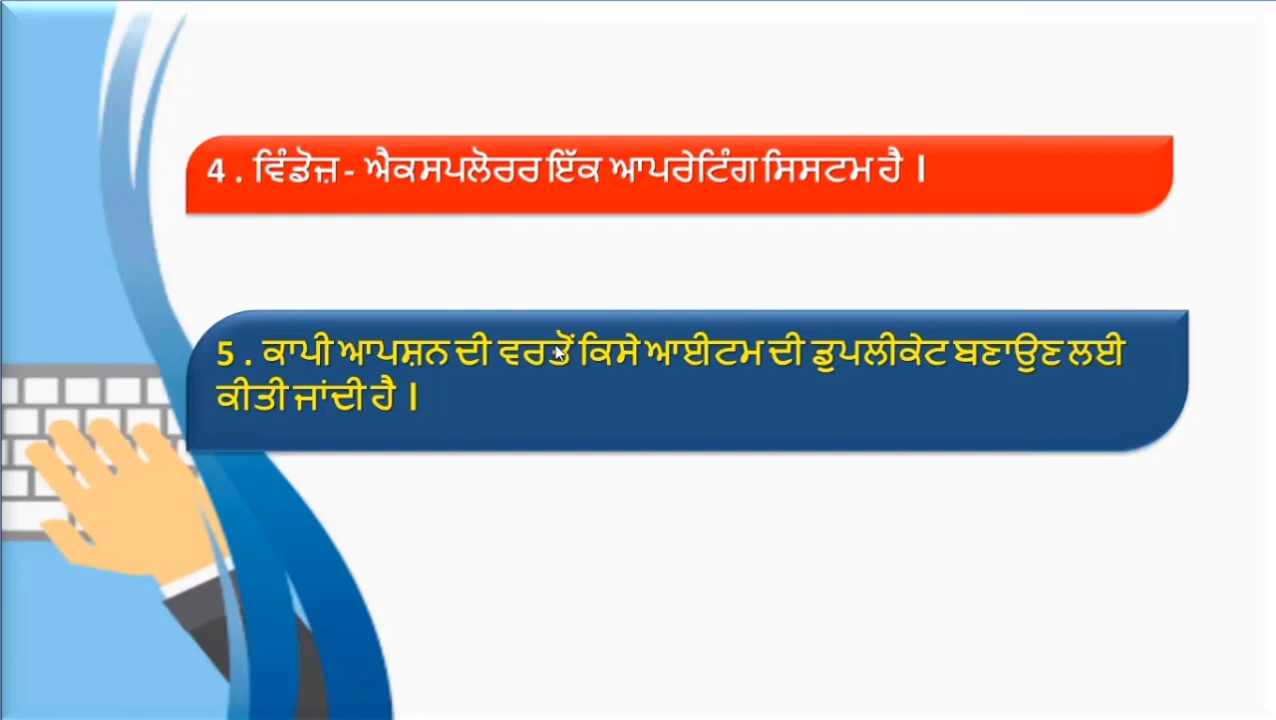 4 . ਵਿੰਡੋਜ਼ - ਐਕਸਪਲੋਰਰ ਇੱਕ ਆਪਰੇਟਿੰਗ ਸਿਸਟਮ ਹੈ ।
5 . ਕਾਪੀ ਆਪਸ਼ਨ ਦੀ ਵਰਤੋਂ ਕਿਸੇ ਆਈਟਮ ਦੀ ਡੁਪਲੀਕੇਟ ਬਣਾਉਣ ਲਈ
ਕੀਤੀ ਜਾਂਦੀ ਹੈ ।